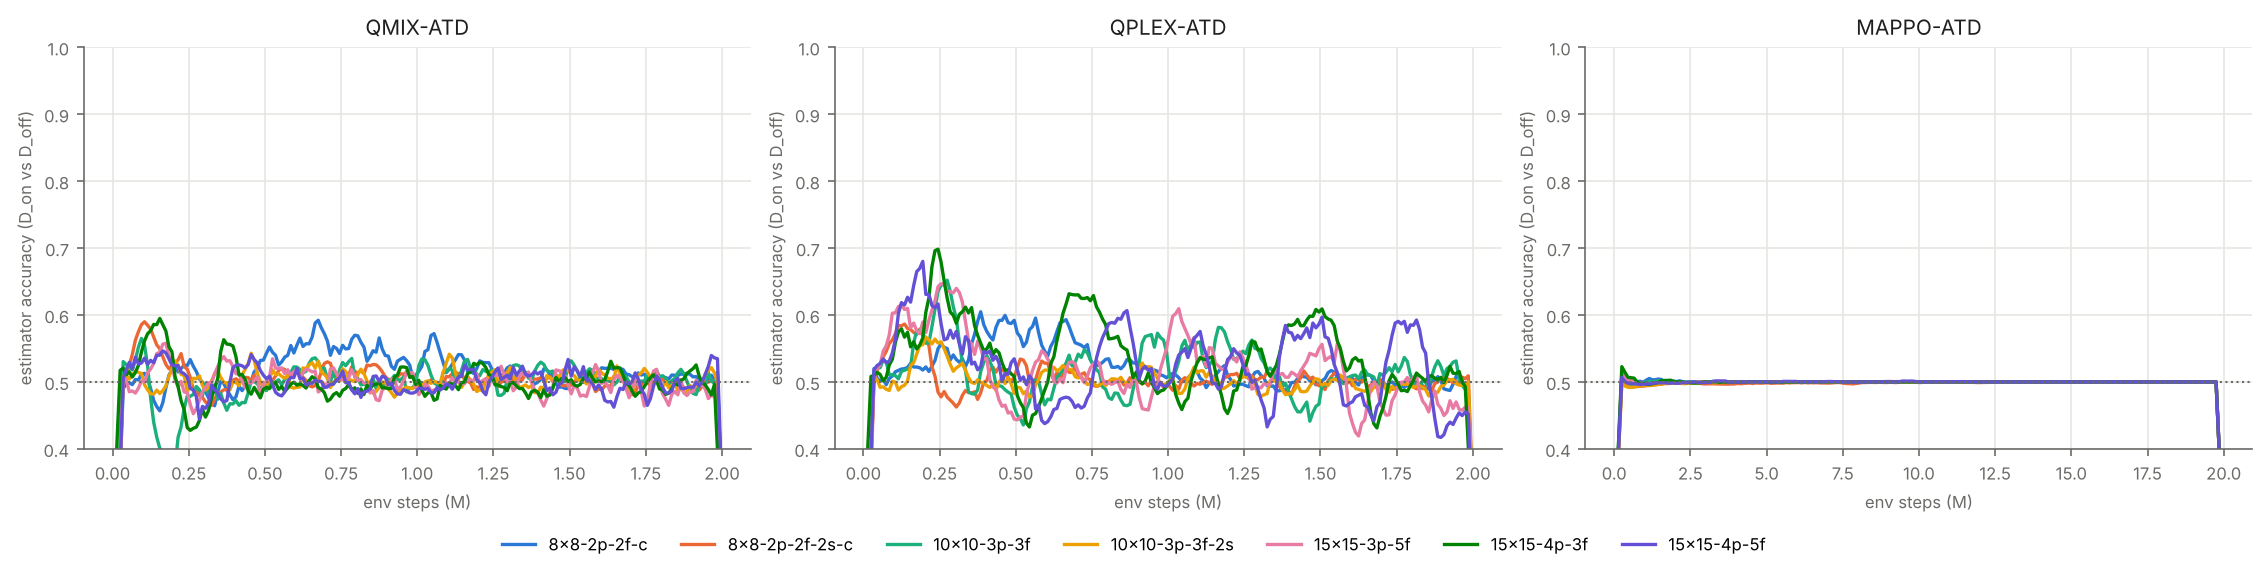 QMIX-ATD
QPLEX-ATD
MAPPO-ATD
estimator accuracy (D_on vs D_off)
1.0
0.9
0.8
0.7
0.6
0.5
0.4
0.00 0.25 0.50 0.75 1.00 1.25 1.50 1.75 2.00
env steps (M)
estimator accuracy (D_on vs D_off)
1.0
0.9
0.8
0.7
0.6
0.5
0.4
0.00 0.25 0.50 0.75 1.00 1.25 1.50 1.75 2.00
env steps (M)
estimator accuracy (D_on vs D_off)
1.0
0.9
0.8
0.7
0.6
0.5
0.4
0.0 2.5 5.0 7.5 10.0 12.5 15.0 17.5 20.0
env steps (M)
8×8-2p-2f-c 8×8-2p-2f-2s-c 10×10-3p-3f 10×10-3p-3f-2s 15×15-3p-5f 15×15-4p-3f 15×15-4p-5f